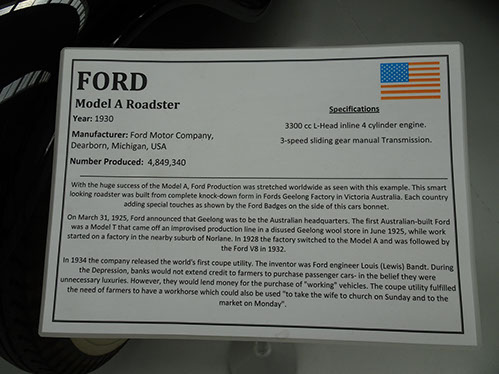 FORD
Model A Roadster
Year: 1930
Manufacturer: Ford Motor Company,
Dearborn, Michigan, USA
Number Produced: 4,849,340
Specifications
3300 cc L-Head inline 4 cylinder engine.
3-speed sliding gear manual Transmission.
With the huge success of the Model A, Ford Production was stretched worldwide as seen with this example. This smart
looking roadster was built from complete knock-down form in Fords Geelong Factory in Victoria Australia. Each country
adding special touches as shown by the Ford Badges on the side of this cars bonnet.
On March 31, 1925, Ford announced that Geelong was to be the Australian headquarters. The first Australian-built Ford
was a Model T that came off an improvised production line in a disused Geelong wool store in June 1925, while work
started on a factory in the nearby suburb of Norlane. In 1928 the factory switched to the Model A and was followed by
the Ford V8 in 1932.
In 1934 the company released the world's first coupe utility. The inventor was Ford engineer Louis (Lewis) Bandt. During
the Depression, banks would not extend credit to farmers to purchase passenger cars- in the belief they were
unnecessary luxuries. However, they would lend money for the purchase of "working" vehicles. The coupe utility fulfilled
the need of farmers to have a workhorse which could also be used "to take the wife to church on Sunday and to the
market on Monday".